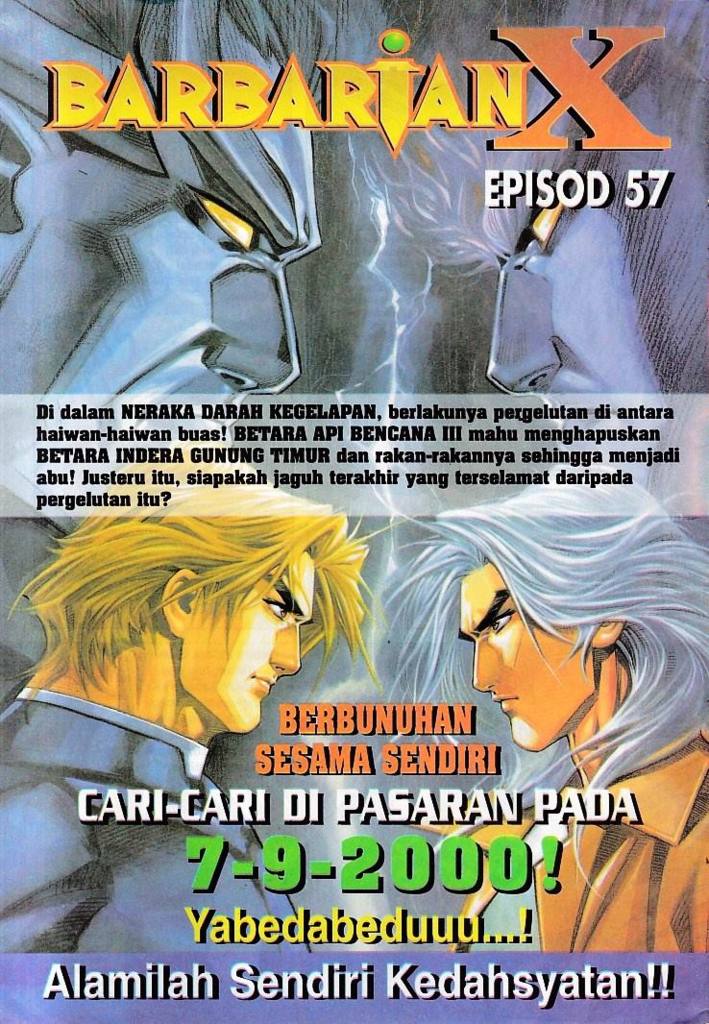 BARBARIAN X
EPISOD 57
Di dalam NERAKA DARAH KEGELAPAN, berlakunya pergelutan di antara
haiwan-haiwan buas! BETARA API BENCANA III mahu menghapuskan
BETARA INDERA GUNUNG TIMUR dan rakan-rakannya sehingga menjadi
abu! Justeru itu, siapakah jaguh terakhir yang terselamat daripada
pergelutan itu?
BERBUNUHAN
SESAMA SENDIRI
CARI-CARI DI PASARAN PADA
7-9-2000!
Yabedabeduuu...!
Alamilah Sendiri Kedahsyatan!!